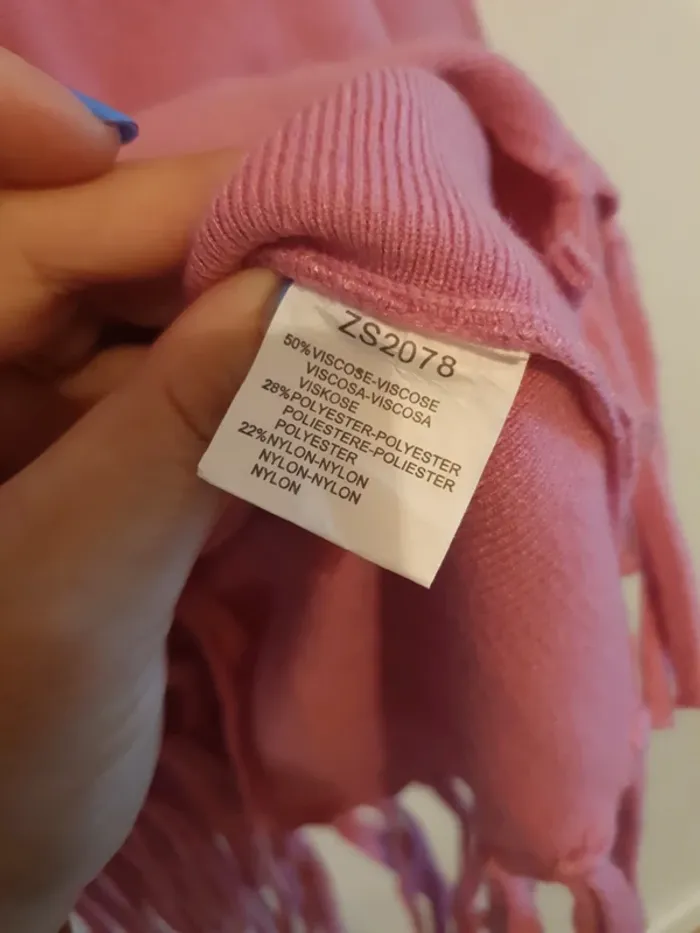 ZS2078
50%VISCOSE-VISCOSE
VISCOSA-VISCOSA
VISKOSE
28%POLYESTER-POLYESTER
POLIESTERE-POLIESTER
POLYESTER
22%NYLON-NYLON
NYLON-NYLON
NYLON